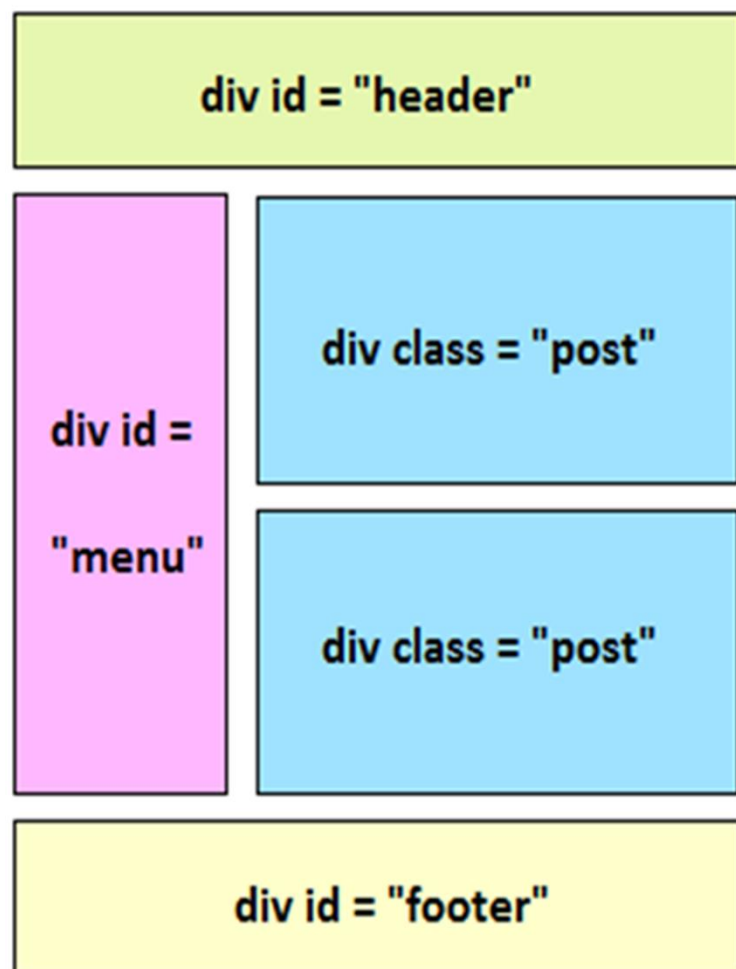 div id = "header"
div id =
"menu"
div class = "post"
div class = "post"
div id = "footer"